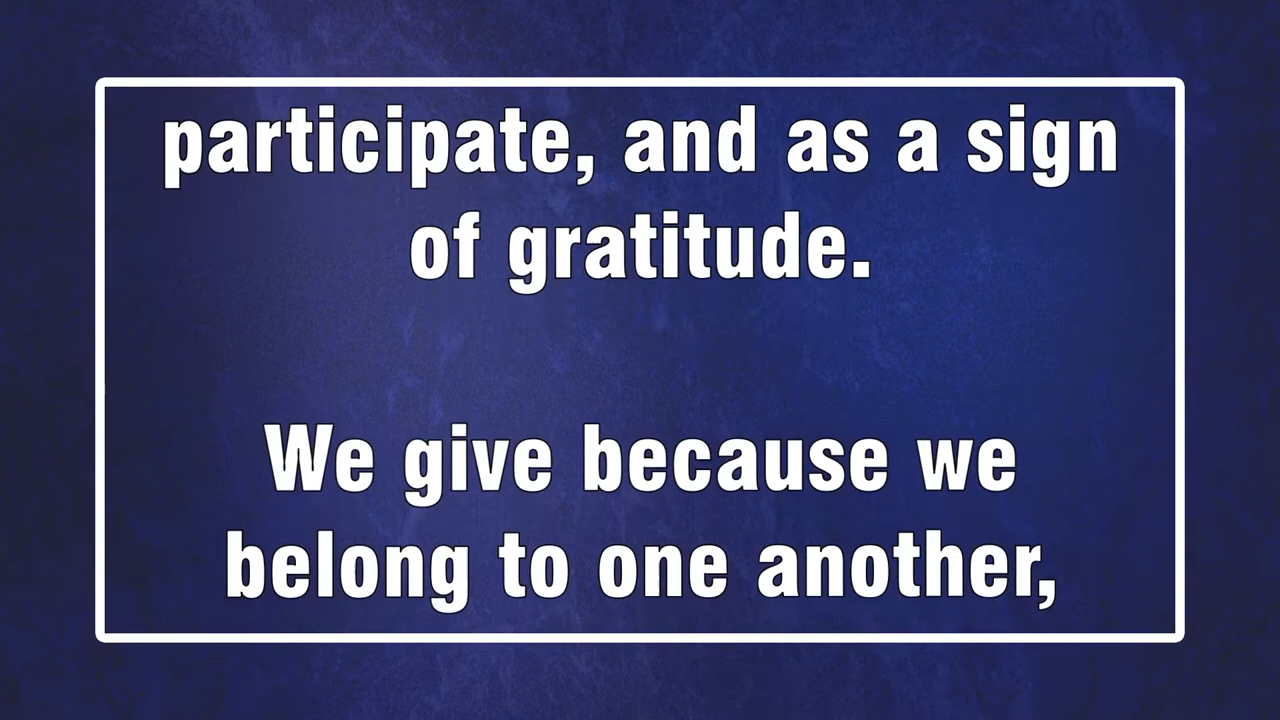 participate, and as a sign
of gratitude.
We give because we
belong to one another,